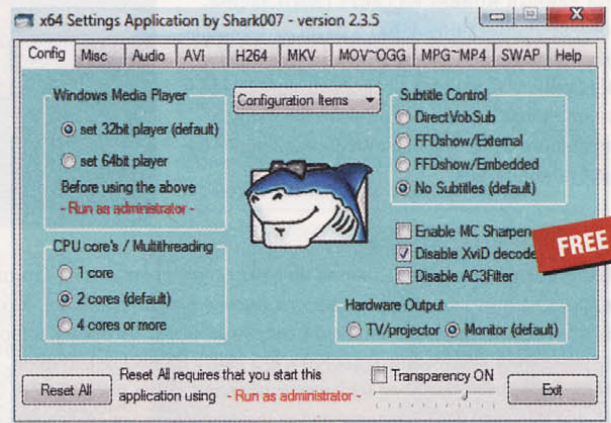 x64 Settings Application by Shark007 - version 2.3.5
Config Misc Audio AVI H264 MKV MOV~OGG MPG~MP4 SWAP Help
Windows Media Player
set 32bit player (default)
set 64bit player
Before using the above
- Run as administrator -
CPU core's / Multithreading
1 core
2 cores (default)
4 cores or more
Configuration Items
Subtitle Control
DirectVobSub
FFDshow/External
FFDshow/Embedded
No Subtitles (default)
Enable MC Sharpen
Disable XviD decode
Disable AC3Filter
FREE
Hardware Output
TV/projector Monitor (default)
Reset All
Reset All requires that you start this
application using - Run as administrator -
Transparency ON
Exit